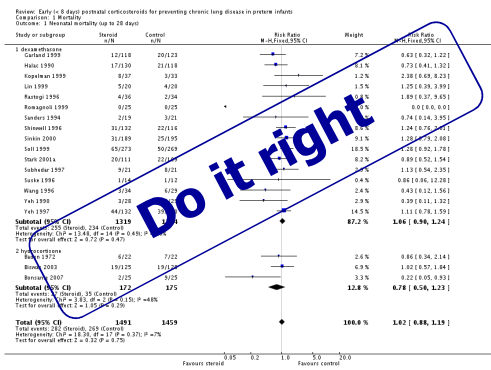 Review: Early (< 8 days) postnatal corticosteroids for preventing chronic lung disease in preterm infants
Comparison: 1 Mortality
Outcome: 1 Neonatal mortality (up to 28 days)
Study or subgroup Steroid Control Risk Ratio Weight Risk Ratio
n/N n/N M-H,Fixed,95% CI M-H,Fixed,95% CI
1 dexamethasone
Garland 1999 12/118 20/123 7.2 % 0.63 [ 0.32, 1.22 ]
Halac 1990 17/130 21/118 8.1 % 0.73 [ 0.41, 1.32 ]
Kopelman 1999 8/37 3/33 1.2 % 2.38 [ 0.69, 8.23 ]
Lin 1999 5/20 4/20 1.5 % 1.25 [ 0.39, 3.99 ]
Rastogi 1996 4/36 2/34 1.89 [ 0.37, 9.65 ]
Romagnoli 1999 0/25 0/25 0.0 [ 0.0, 0.0 ]
Sanders 1994 2/19 3/21 0.74 [ 0.14, 3.95 ]
Shinwell 1996 31/132 22/116 8.6 % 1.24 [ 0.76,
Sinkin 2000 31/189 25/195 9.1 % 1.28 [ 0.79, 2.08 ]
Soll 1999 65/273 50/269 18.5 % 1.28 [ 0.92, 1.78 ]
Stark 2001a 20/111 8.2 % 0.89 [ 0.52, 1.54 ]
Subhedar 1997 9/21 8/21 1.13 [ 0.54, 2.35 ]
Suske 1996 1/14 1/12 0.4 % 0.86 [ 0.06, 12.28 ]
Wang 1996 3/34 6/29 2.4 % 0.43 [ 0.12, 1.56 ]
Yeh 1990 3/28 2.9 % 0.39 [ 0.11, 1.32 ]
Yeh 1997 44/132 14.5 % 1.11 [ 0.78, 1.59 ]
Subtotal (95% CI) 1319 87.2 % 1.06 [ 0.90, 1.24 ]
Total events: 255 (Steroid), 234 (Control)
Heterogeneity: Chi² = 13.48, df = 14 (P = 0.49); I²
Test for overall effect: Z = 0.72 (P = 0.47)
2 hydrocortisone
Baden 1972 6/22 7/22 2.6 % 0.86 [ 0.34, 2.14 ]
Biswas 2003 19/125 6.9 % 1.02 [ 0.57, 1.84 ]
Bonsante 2007 2/25 9/25 3.3 % 0.22 [ 0.05, 0.93 ]
Subtotal (95% CI) 172 175 12.8 % 0.78 [ 0.50, 1.23 ]
Total events: 27 (Steroid), 35 (Control)
Heterogeneity: Chi² = 3.83, df = 2 (P = 0.15); I² =48%
Test for overall effect: Z = 1.05 (P = 0.29)
Total (95% CI) 1491 1459 100.0 % 1.02 [ 0.88, 1.19 ]
Total events: 282 (Steroid), 269 (Control)
Heterogeneity: Chi² = 18.30, df = 17 (P = 0.37); I² =7%
Test for overall effect: Z = 0.32 (P = 0.75)
0.05 0.2 1.0 5.0 20.0
Favours steroid Favours control
Do it right